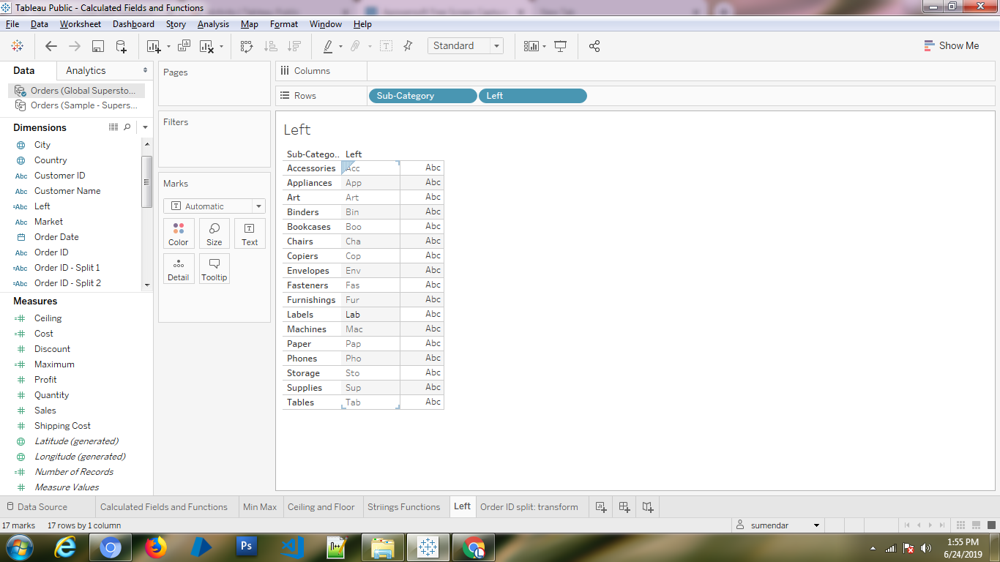 Tableau Public - Calculated Fields and Functions
File Data Worksheet Dashboard Story Analysis Map Format Window Help
Standard
Show Me
Data Analytics
Orders (Global Supersto...
Orders (Sample - Supers...
Dimensions
City
Country
Abc Customer ID
Abc Customer Name
=Abc Left
Abc Market
Order Date
Abc Order ID
=Abc Order ID - Split 1
=Abc Order ID - Split 2
Measures
Ceiling
Cost
Discount
Maximum
Profit
Quantity
Sales
Shipping Cost
Latitude (generated)
Longitude (generated)
Number of Records
Measure Values
Pages
Filters
Marks
Automatic
Color Size Text
Detail Tooltip
Columns
Rows Sub-Category Left
Left
Sub-Catego.. Left
Accessories Acc Abc
Appliances App Abc
Art Art Abc
Binders Bin Abc
Bookcases Boo Abc
Chairs Cha Abc
Copiers Cop Abc
Envelopes Env Abc
Fasteners Fas Abc
Furnishings Fur Abc
Labels Lab Abc
Machines Mac Abc
Paper Pap Abc
Phones Pho Abc
Storage Sto Abc
Supplies Sup Abc
Tables Tab Abc
Data Source Calculated Fields and Functions Min Max Ceiling and Floor Striings Functions Left Order ID split: transform
17 marks 17 rows by 1 column sumendar
Ps
1:55 PM
6/24/2019